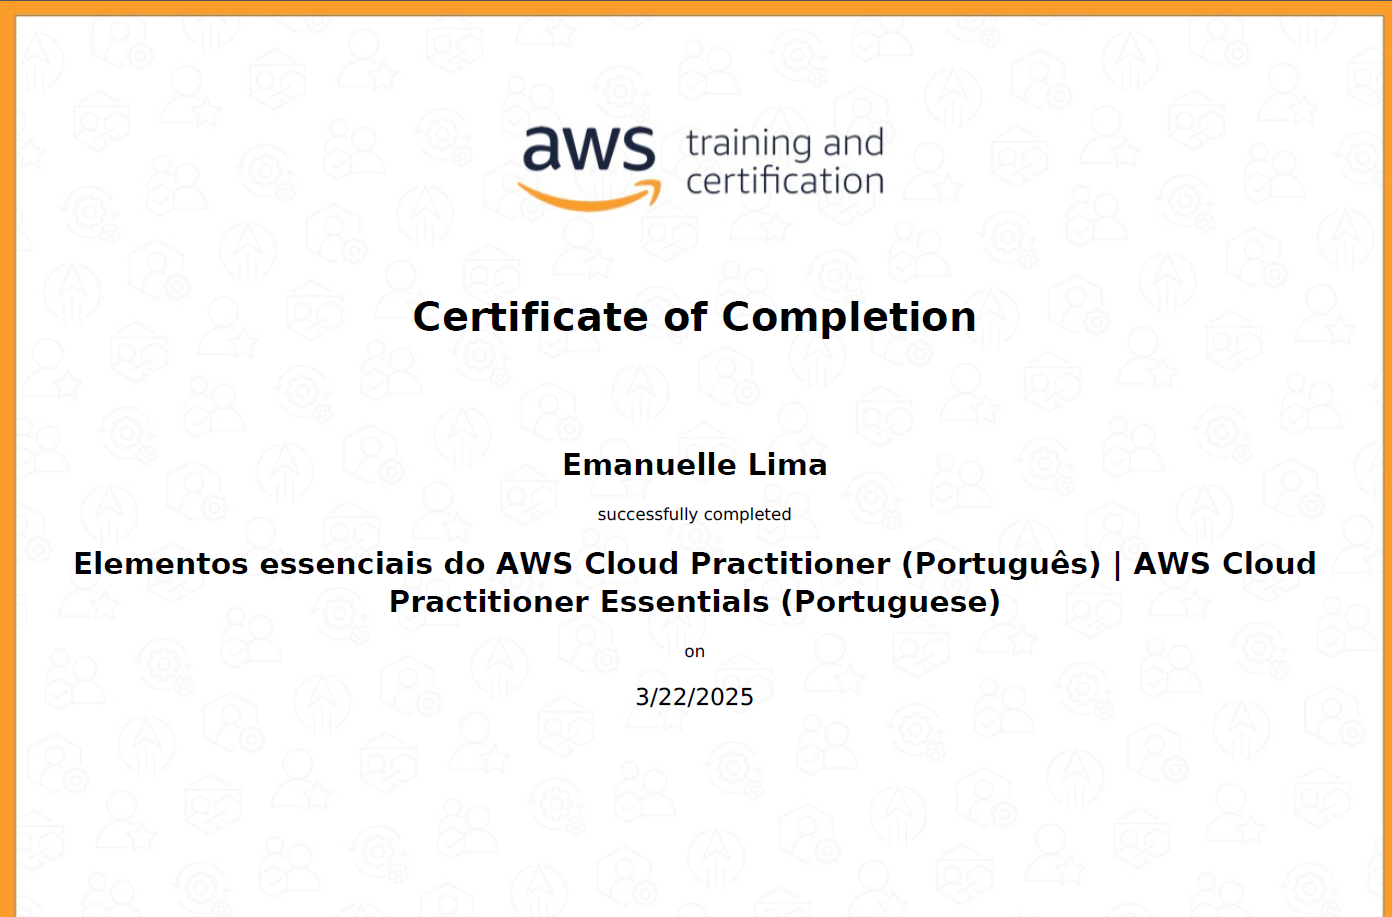 aws training and
certification
Certificate of Completion
Emanuelle Lima
successfully completed
Elementos essenciais do AWS Cloud Practitioner (Português) | AWS Cloud
Practitioner Essentials (Portuguese)
on
3/22/2025